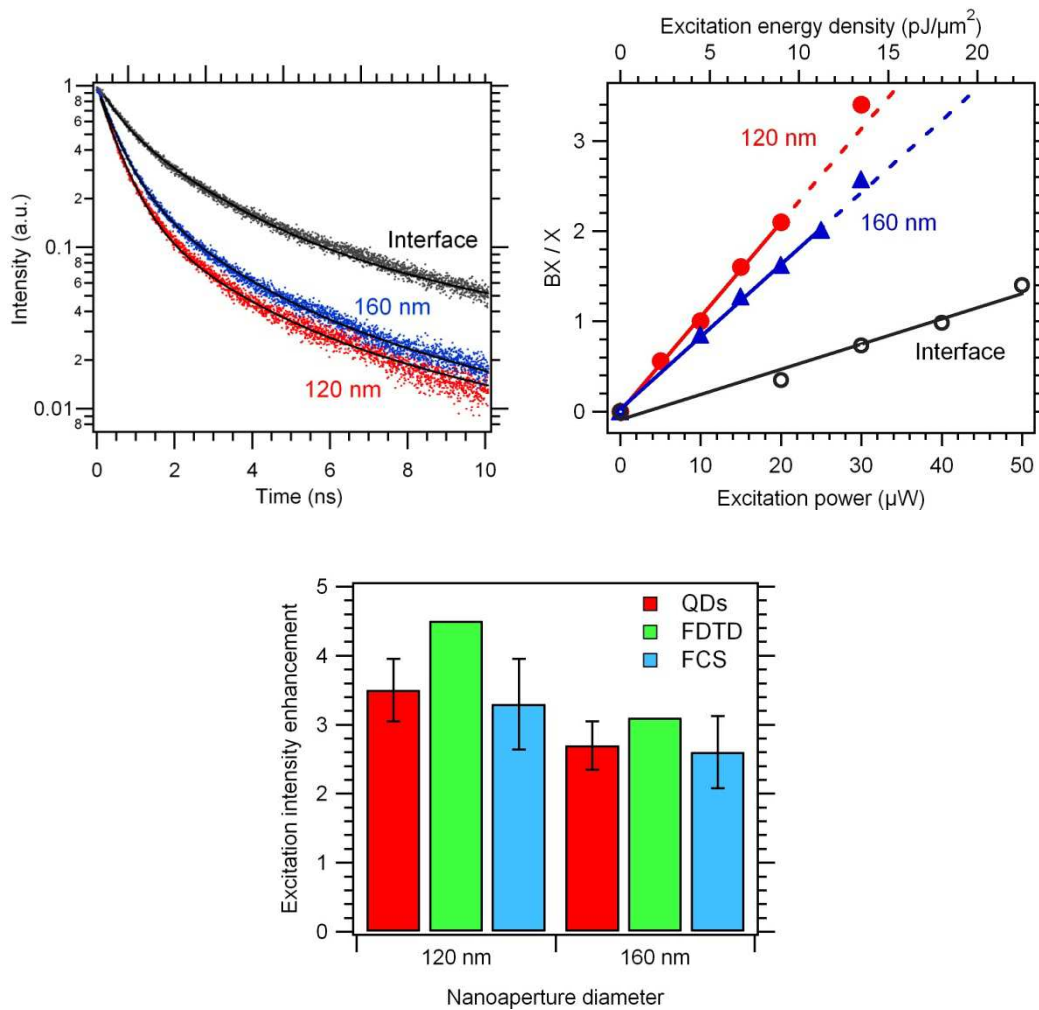 Intensity (a.u.)
1
8
6
4
2
0.1
8
6
4
2
0.01
8
Interface
160 nm
120 nm
0 2 4 6 8 10
Time (ns)
Excitation energy density (pJ/µm²)
0 5 10 15 20
BX / X
3
2
1
0
120 nm
160 nm
Interface
0 10 20 30 40 50
Excitation power (µW)
Excitation intensity enhancement
5
4
3
2
1
0
QDs
FDTD
FCS
120 nm 160 nm
Nanoaperture diameter